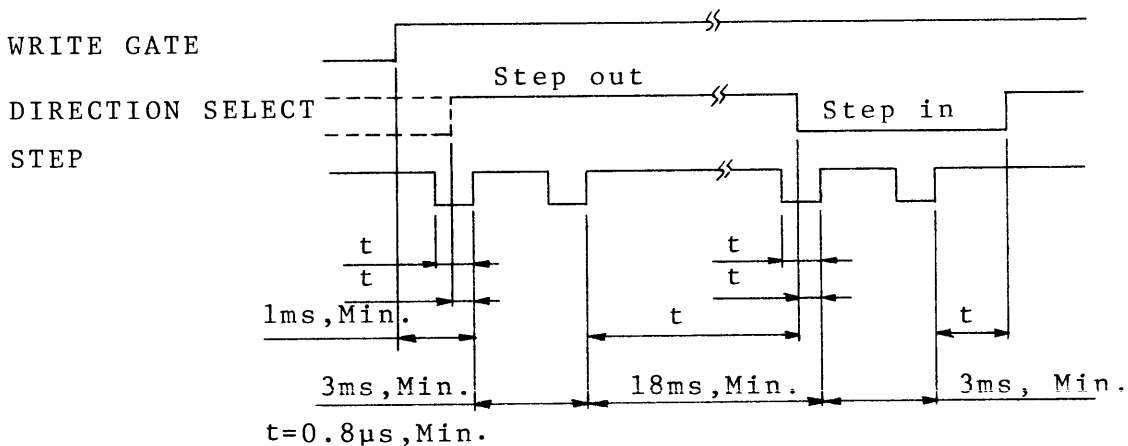 WRITE GATE
Step out
DIRECTION SELECT
Step in
STEP
t
t
t
t
1ms,Min.
t
t
3ms,Min.
18ms,Min.
3ms, Min.
t=0.8µs,Min.